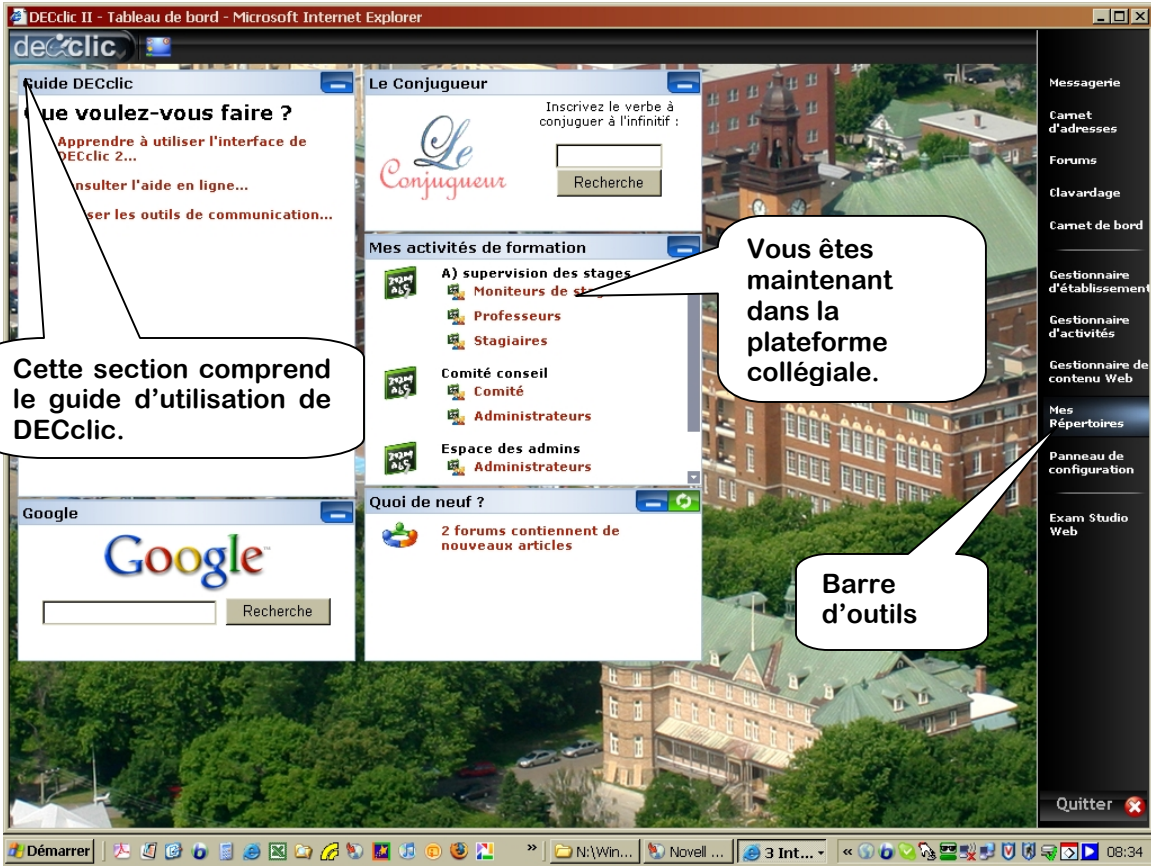 DECclic II - Tableau de bord - Microsoft Internet Explorer
decclic
Guide DECclic
ue voulez-vous faire ?
Apprendre à utiliser l'interface de
DECclic 2...
nsulter l'aide en ligne...
ser les outils de communication...
Cette section comprend
le guide d'utilisation de
DECclic.
Google
Google
Recherche
Le Conjugueur
Le
Conjugueur
Inscrivez le verbe à
conjuguer à l'infinitif :
Recherche
Mes activités de formation
A) supervision des stages
Moniteurs de stag
Professeurs
Stagiaires
Comité conseil
Comité
Administrateurs
Espace des admins
Administrateurs
Quoi de neuf ?
2 forums contiennent de
nouveaux articles
Vous êtes
maintenant
dans la
plateforme
collégiale.
Barre
d'outils
Messagerie
Carnet
d'adresses
Forums
Clavardage
Carnet de bord
Gestionnaire
d'établissement
Gestionnaire
d'activités
Gestionnaire de
contenu Web
Mes
Répertoires
Panneau de
configuration
Exam Studio
Web
Quitter
Démarrer
N:\Win...
Novell ...
3 Int...
08:34